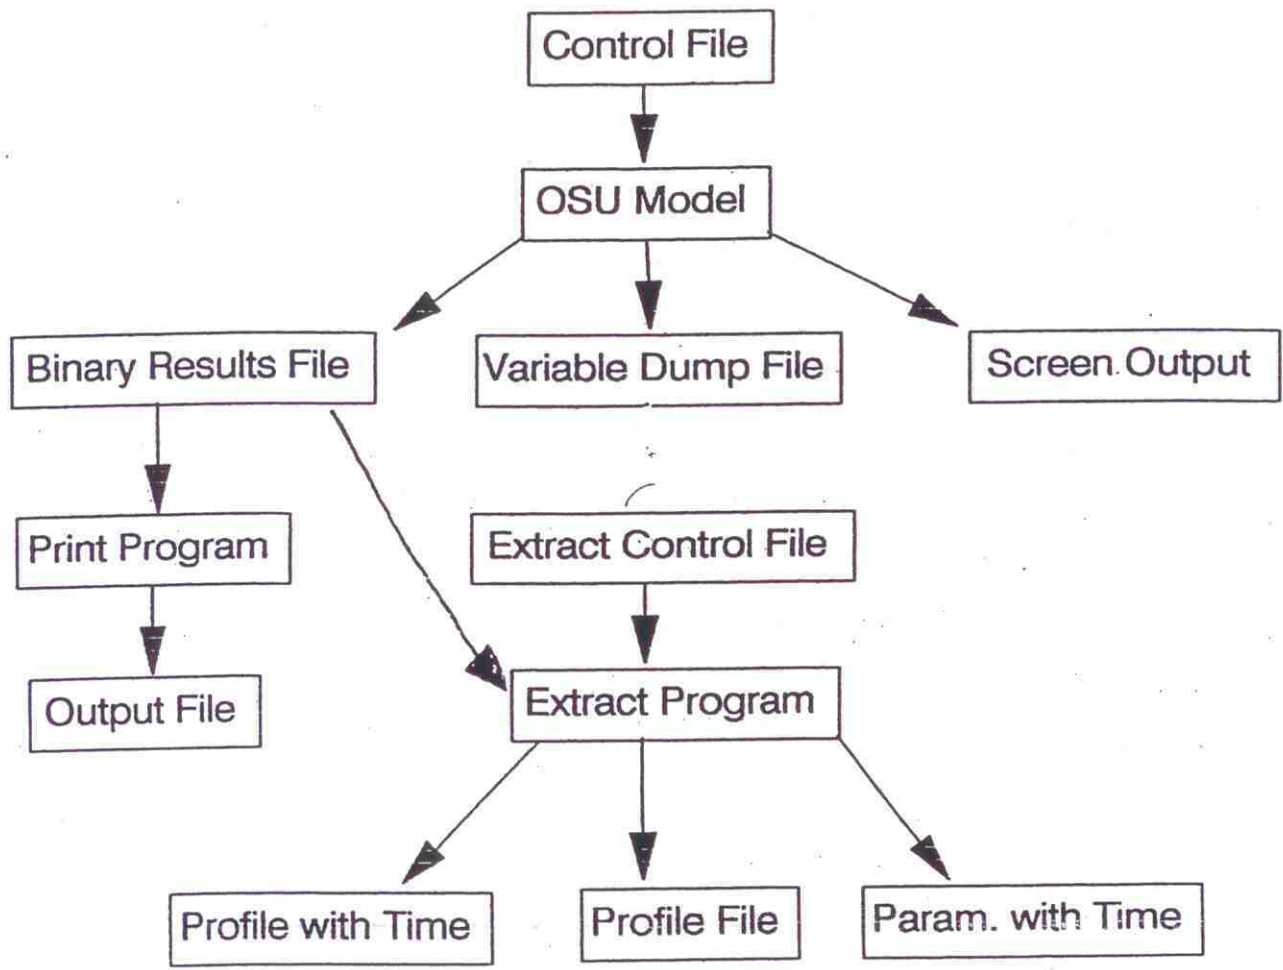 Control File
OSU Model
Binary Results File
Variable Dump File
Screen Output
Print Program
Extract Control File
Output File
Extract Program
Profile with Time
Profile File
Param. with Time